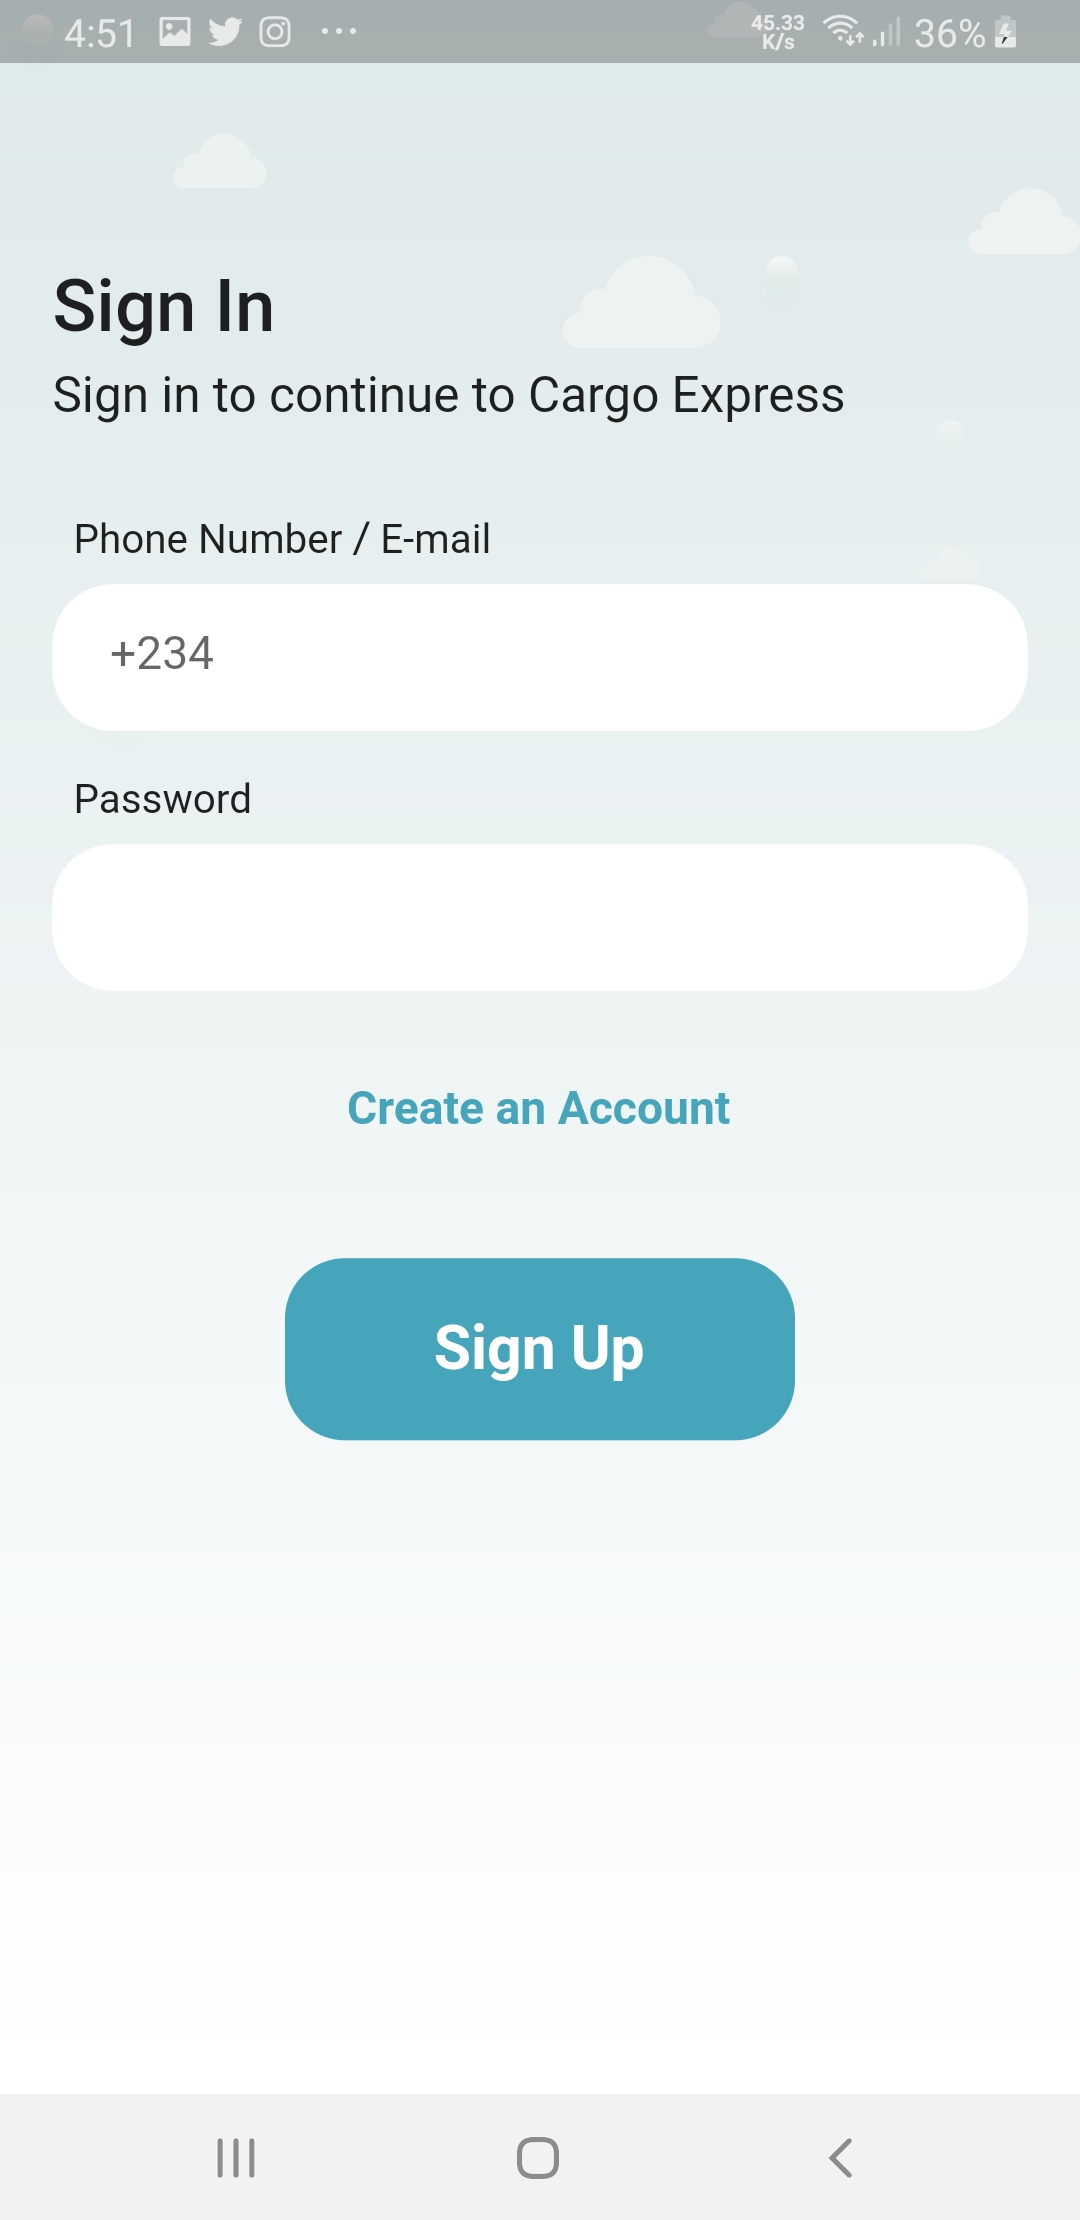 4:51
45.33
K/s
36%
Sign In
Sign in to continue to Cargo Express
Phone Number / E-mail
+234
Password
Create an Account
Sign Up